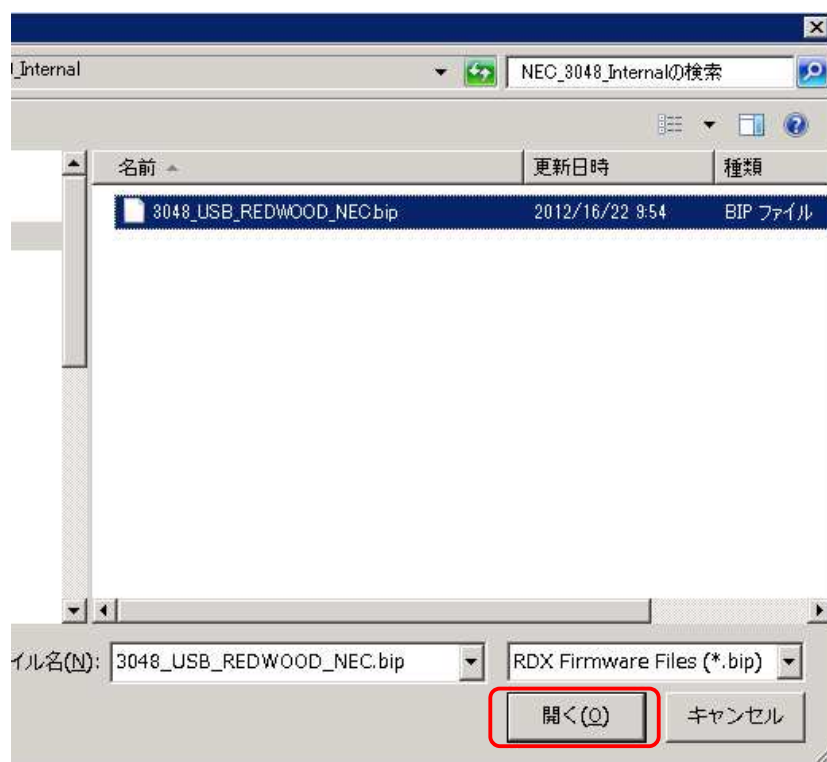 _Internal
NEC_3048_Internalの検索
名前 更新日時 種類
3048_USB_REDWOOD_NEC.bip 2012/16/22 9:54 BIP ファイル
イル名(N): 3048_USB_REDWOOD_NEC.bip RDX Firmware Files (*.bip)
開く(O) キャンセル